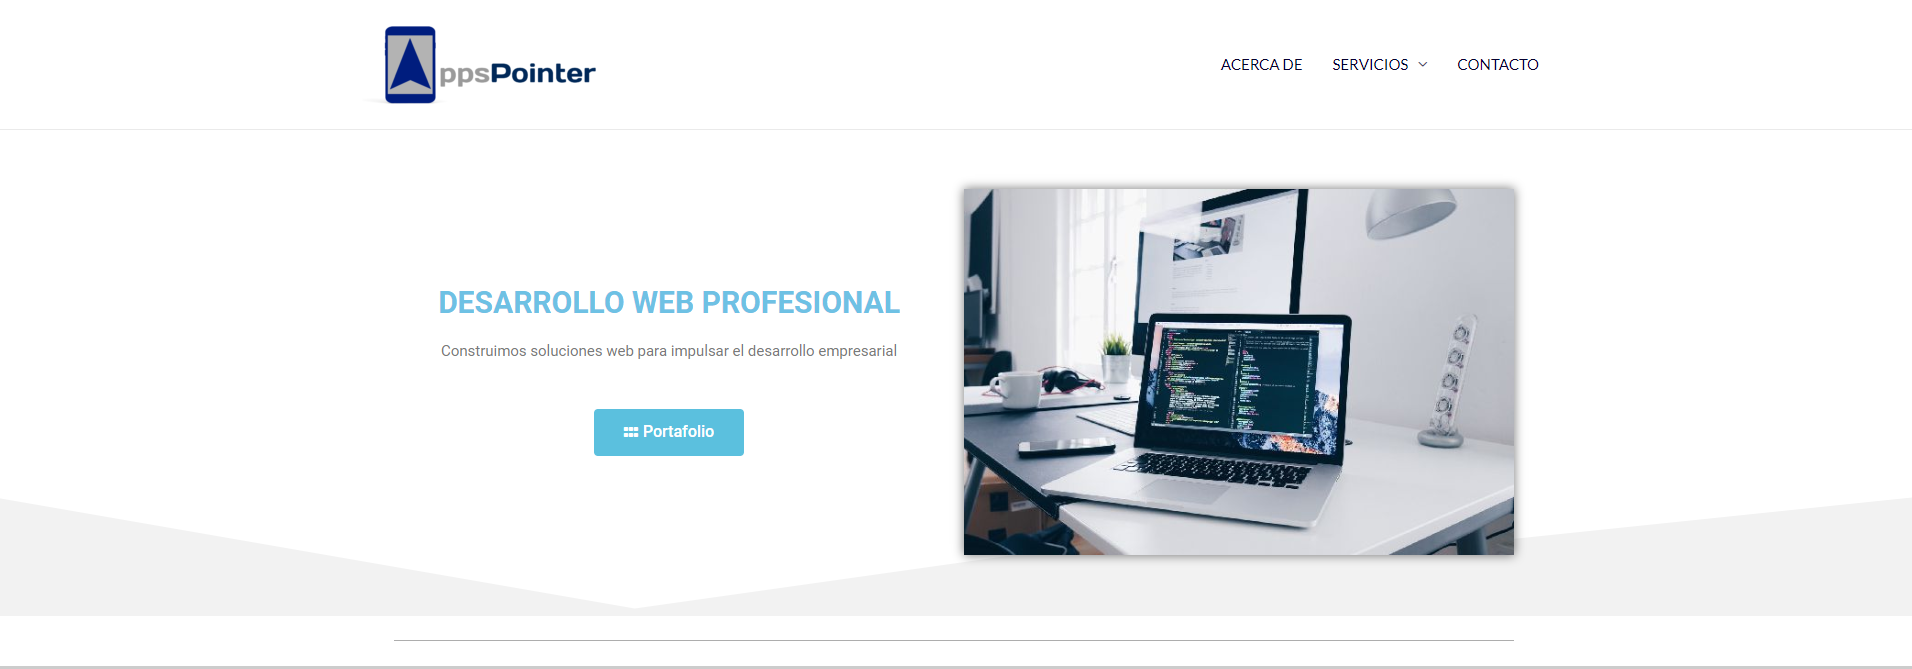 ppsPointer
ACERCA DE
SERVICIOS
CONTACTO
DESARROLLO WEB PROFESIONAL
Construimos soluciones web para impulsar el desarrollo empresarial
Portafolio